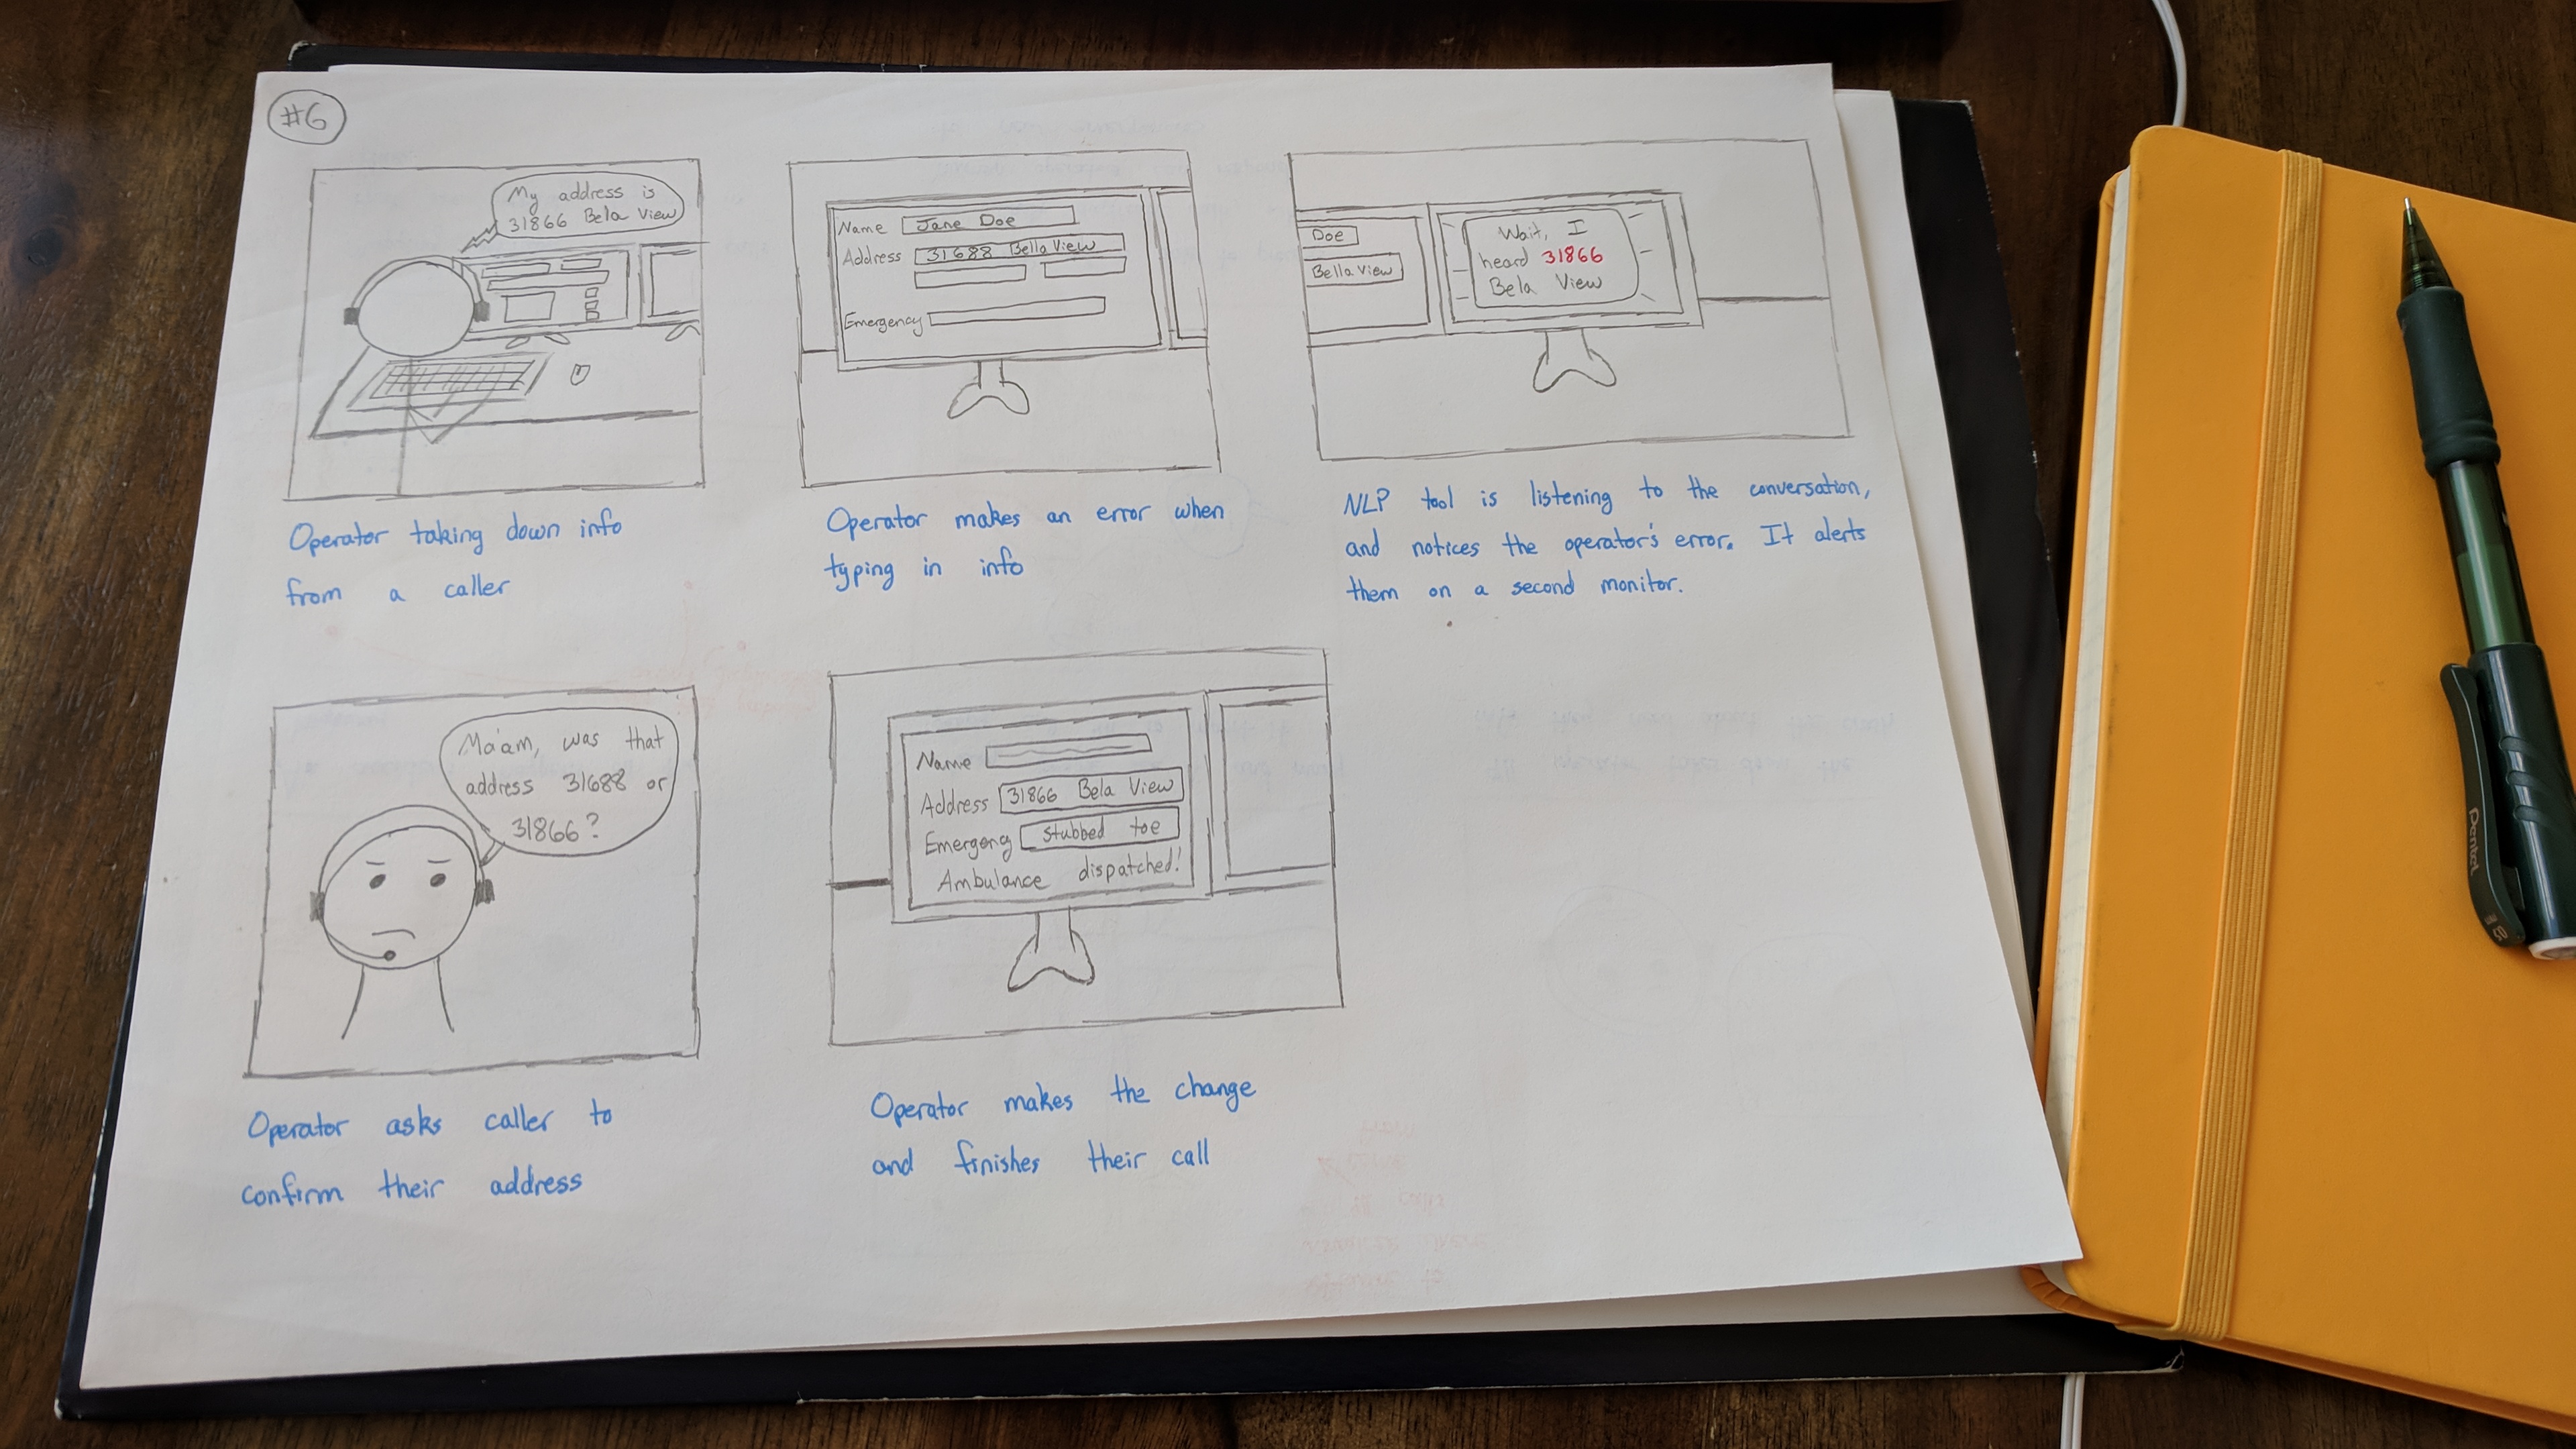 #6
My address is
31866 Bela View
Operator taking down info
from a caller
Name Jane Doe
Address 31688 Bella View
Emergency
Operator makes an error when
typing in info
Doe
Bella View
Wait, I
heard 31866
Bela View
NLP tool is listening to the conversation,
and notices the operator's error. It alerts
them on a second monitor.
Ma'am, was that
address 31688 or
31866?
Operator asks caller to
confirm their address
Name
Address 31866 Bela View
Emergency stubbed toe
Ambulance dispatched!
Operator makes the change
and finishes their call
Pentel